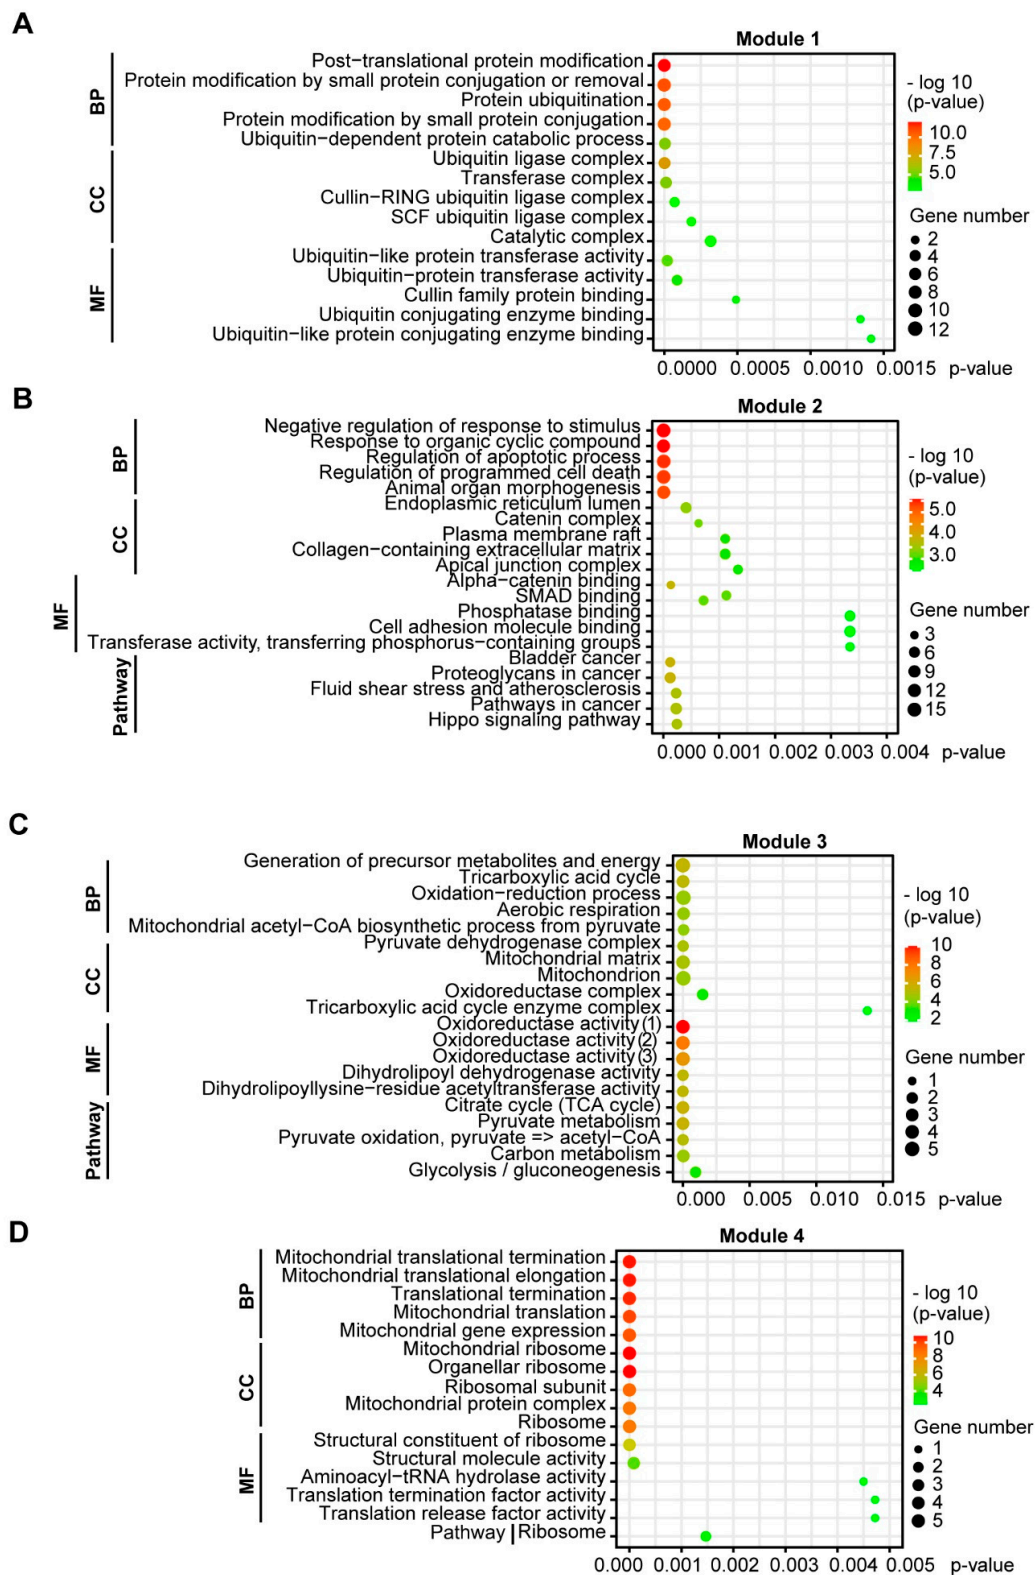 A
Module 1
BP
Post−translational protein modification
Protein modification by small protein conjugation or removal
Protein ubiquitination
Protein modification by small protein conjugation
Ubiquitin−dependent protein catabolic process
CC
Ubiquitin ligase complex
Transferase complex
Cullin−RING ubiquitin ligase complex
SCF ubiquitin ligase complex
Catalytic complex
MF
Ubiquitin−like protein transferase activity
Ubiquitin−protein transferase activity
Cullin family protein binding
Ubiquitin conjugating enzyme binding
Ubiquitin−like protein conjugating enzyme binding
0.0000 0.0005 0.0010 0.0015 p-value
- log 10
(p-value)
10.0
7.5
5.0
Gene number
2
4
6
8
10
12
B
Module 2
BP
Negative regulation of response to stimulus
Response to organic cyclic compound
Regulation of apoptotic process
Regulation of programmed cell death
Animal organ morphogenesis
CC
Endoplasmic reticulum lumen
Catenin complex
Plasma membrane raft
Collagen−containing extracellular matrix
Apical junction complex
MF
Alpha−catenin binding
SMAD binding
Phosphatase binding
Cell adhesion molecule binding
Transferase activity, transferring phosphorus−containing groups
Pathway
Bladder cancer
Proteoglycans in cancer
Fluid shear stress and atherosclerosis
Pathways in cancer
Hippo signaling pathway
0.000 0.001 0.002 0.003 0.004 p-value
- log 10
(p-value)
5.0
4.0
3.0
Gene number
3
6
9
12
15
C
Module 3
BP
Generation of precursor metabolites and energy
Tricarboxylic acid cycle
Oxidation−reduction process
Aerobic respiration
Mitochondrial acetyl−CoA biosynthetic process from pyruvate
CC
Pyruvate dehydrogenase complex
Mitochondrial matrix
Mitochondrion
Oxidoreductase complex
Tricarboxylic acid cycle enzyme complex
MF
Oxidoreductase activity(1)
Oxidoreductase activity(2)
Oxidoreductase activity(3)
Dihydrolipoyl dehydrogenase activity
Dihydrolipoyllysine−residue acetyltransferase activity
Pathway
Citrate cycle (TCA cycle)
Pyruvate metabolism
Pyruvate oxidation, pyruvate => acetyl−CoA
Carbon metabolism
Glycolysis / gluconeogenesis
0.000 0.005 0.010 0.015 p-value
- log 10
(p-value)
10
8
6
4
2
Gene number
1
2
3
4
5
D
Module 4
BP
Mitochondrial translational termination
Mitochondrial translational elongation
Translational termination
Mitochondrial translation
Mitochondrial gene expression
CC
Mitochondrial ribosome
Organellar ribosome
Ribosomal subunit
Mitochondrial protein complex
Ribosome
MF
Structural constituent of ribosome
Structural molecule activity
Aminoacyl−tRNA hydrolase activity
Translation termination factor activity
Translation release factor activity
Pathway Ribosome
0.000 0.001 0.002 0.003 0.004 0.005 p-value
- log 10
(p-value)
10
8
6
4
Gene number
1
2
3
4
5